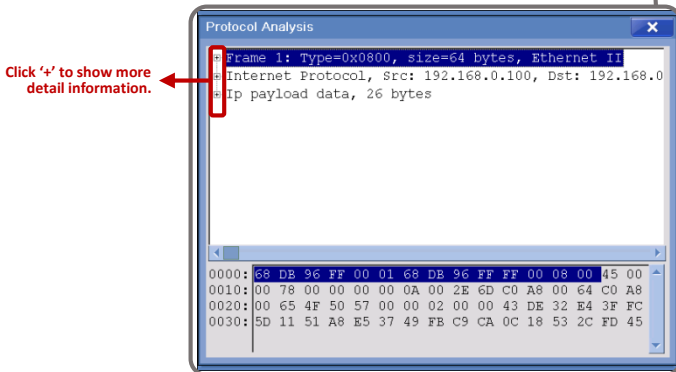 Protocol Analysis
Click ‘+’ to show more
detail information.
Frame 1: Type=0x0800, size=64 bytes, Ethernet II
Internet Protocol, Src: 192.168.0.100, Dst: 192.168.0
Ip payload data, 26 bytes
0000: 68 DB 96 FF 00 01 68 DB 96 FF FF 00 08 00 45 00
0010: 00 78 00 00 00 00 0A 00 2E 6D C0 A8 00 64 C0 A8
0020: 00 65 4F 50 57 00 00 02 00 00 43 DE 32 E4 3F FC
0030: 5D 11 51 A8 E5 37 49 FB C9 CA 0C 18 53 2C FD 45